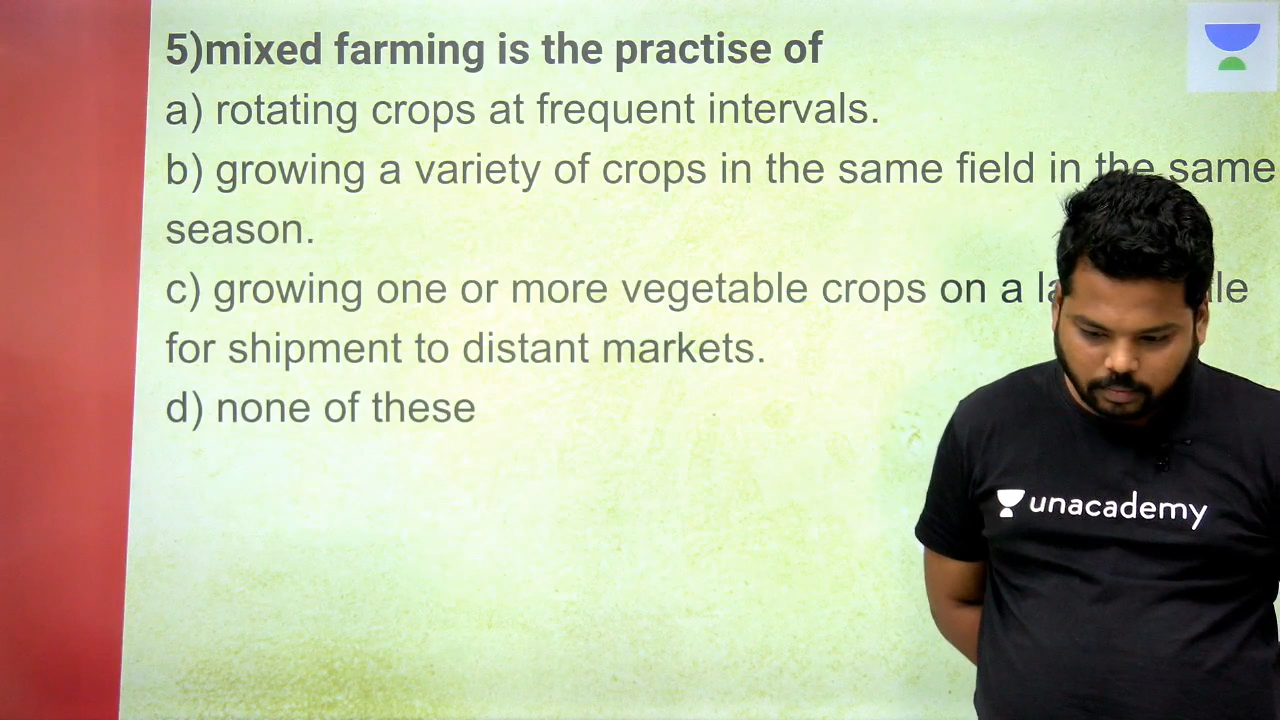 5)mixed farming is the practise of
a) rotating crops at frequent intervals.
b) growing a variety of crops in the same field in the same
season.
c) growing one or more vegetable crops on a
for shipment to distant markets.
d) none of these
unacademy